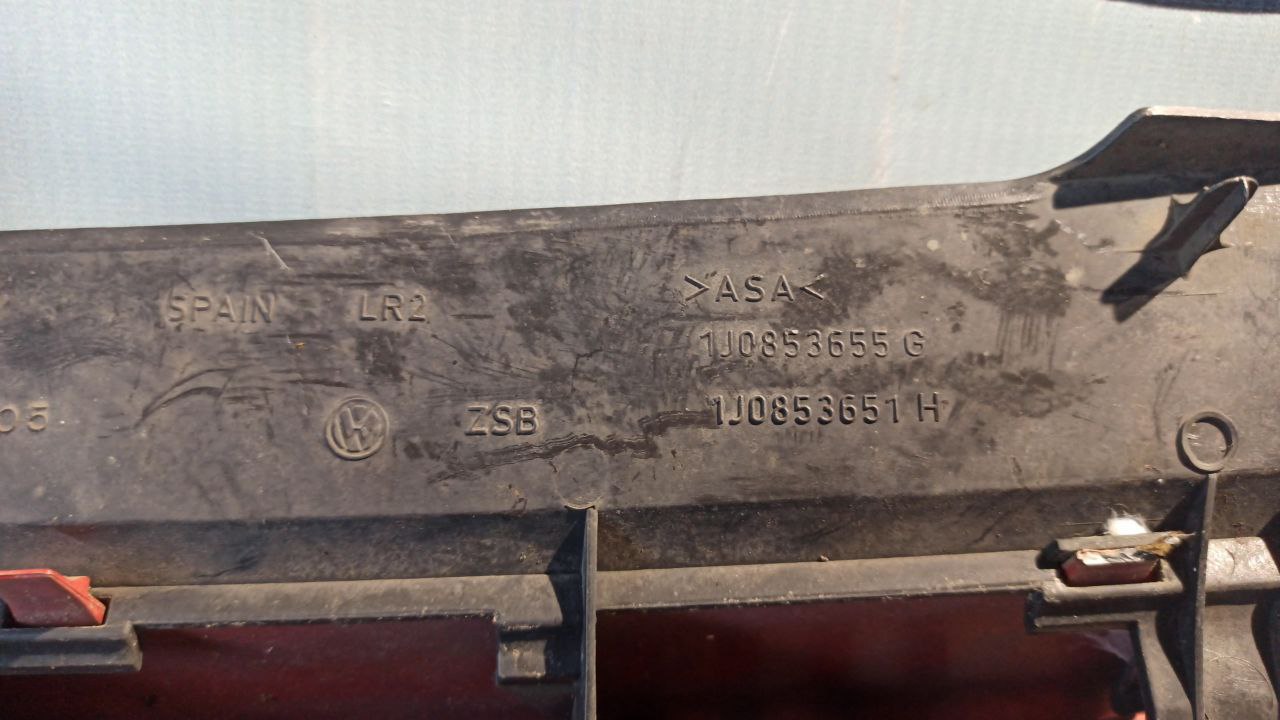 SPAIN LR2 >ASA<
1J0853655 G
05 ZSB 1J0853651 H